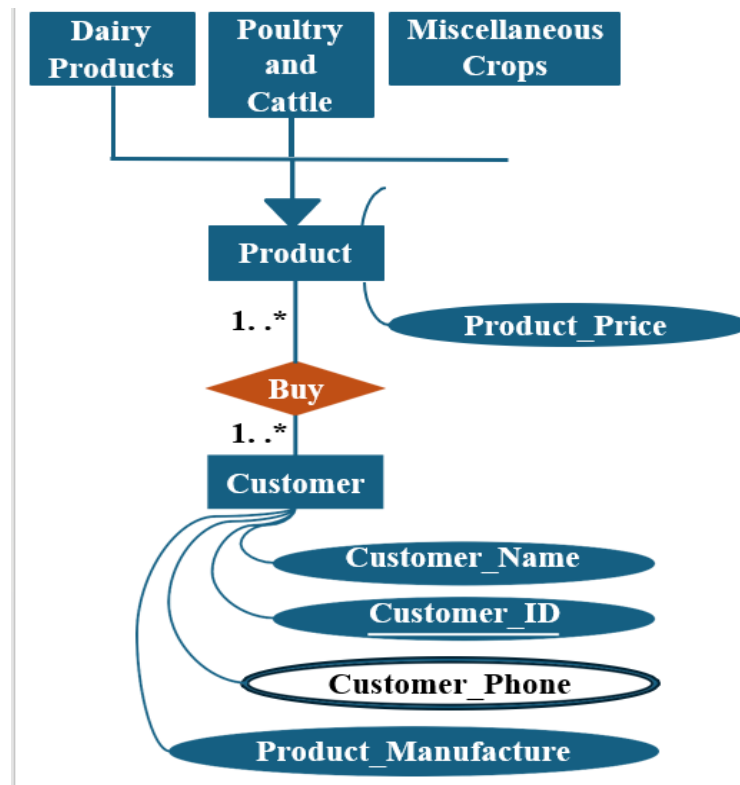 Dairy
Products
Poultry
and
Cattle
Miscellaneous
Crops
Product
Product_Price
1. .*
Buy
1. .*
Customer
Customer_Name
Customer_ID
Customer_Phone
Product_Manufacture